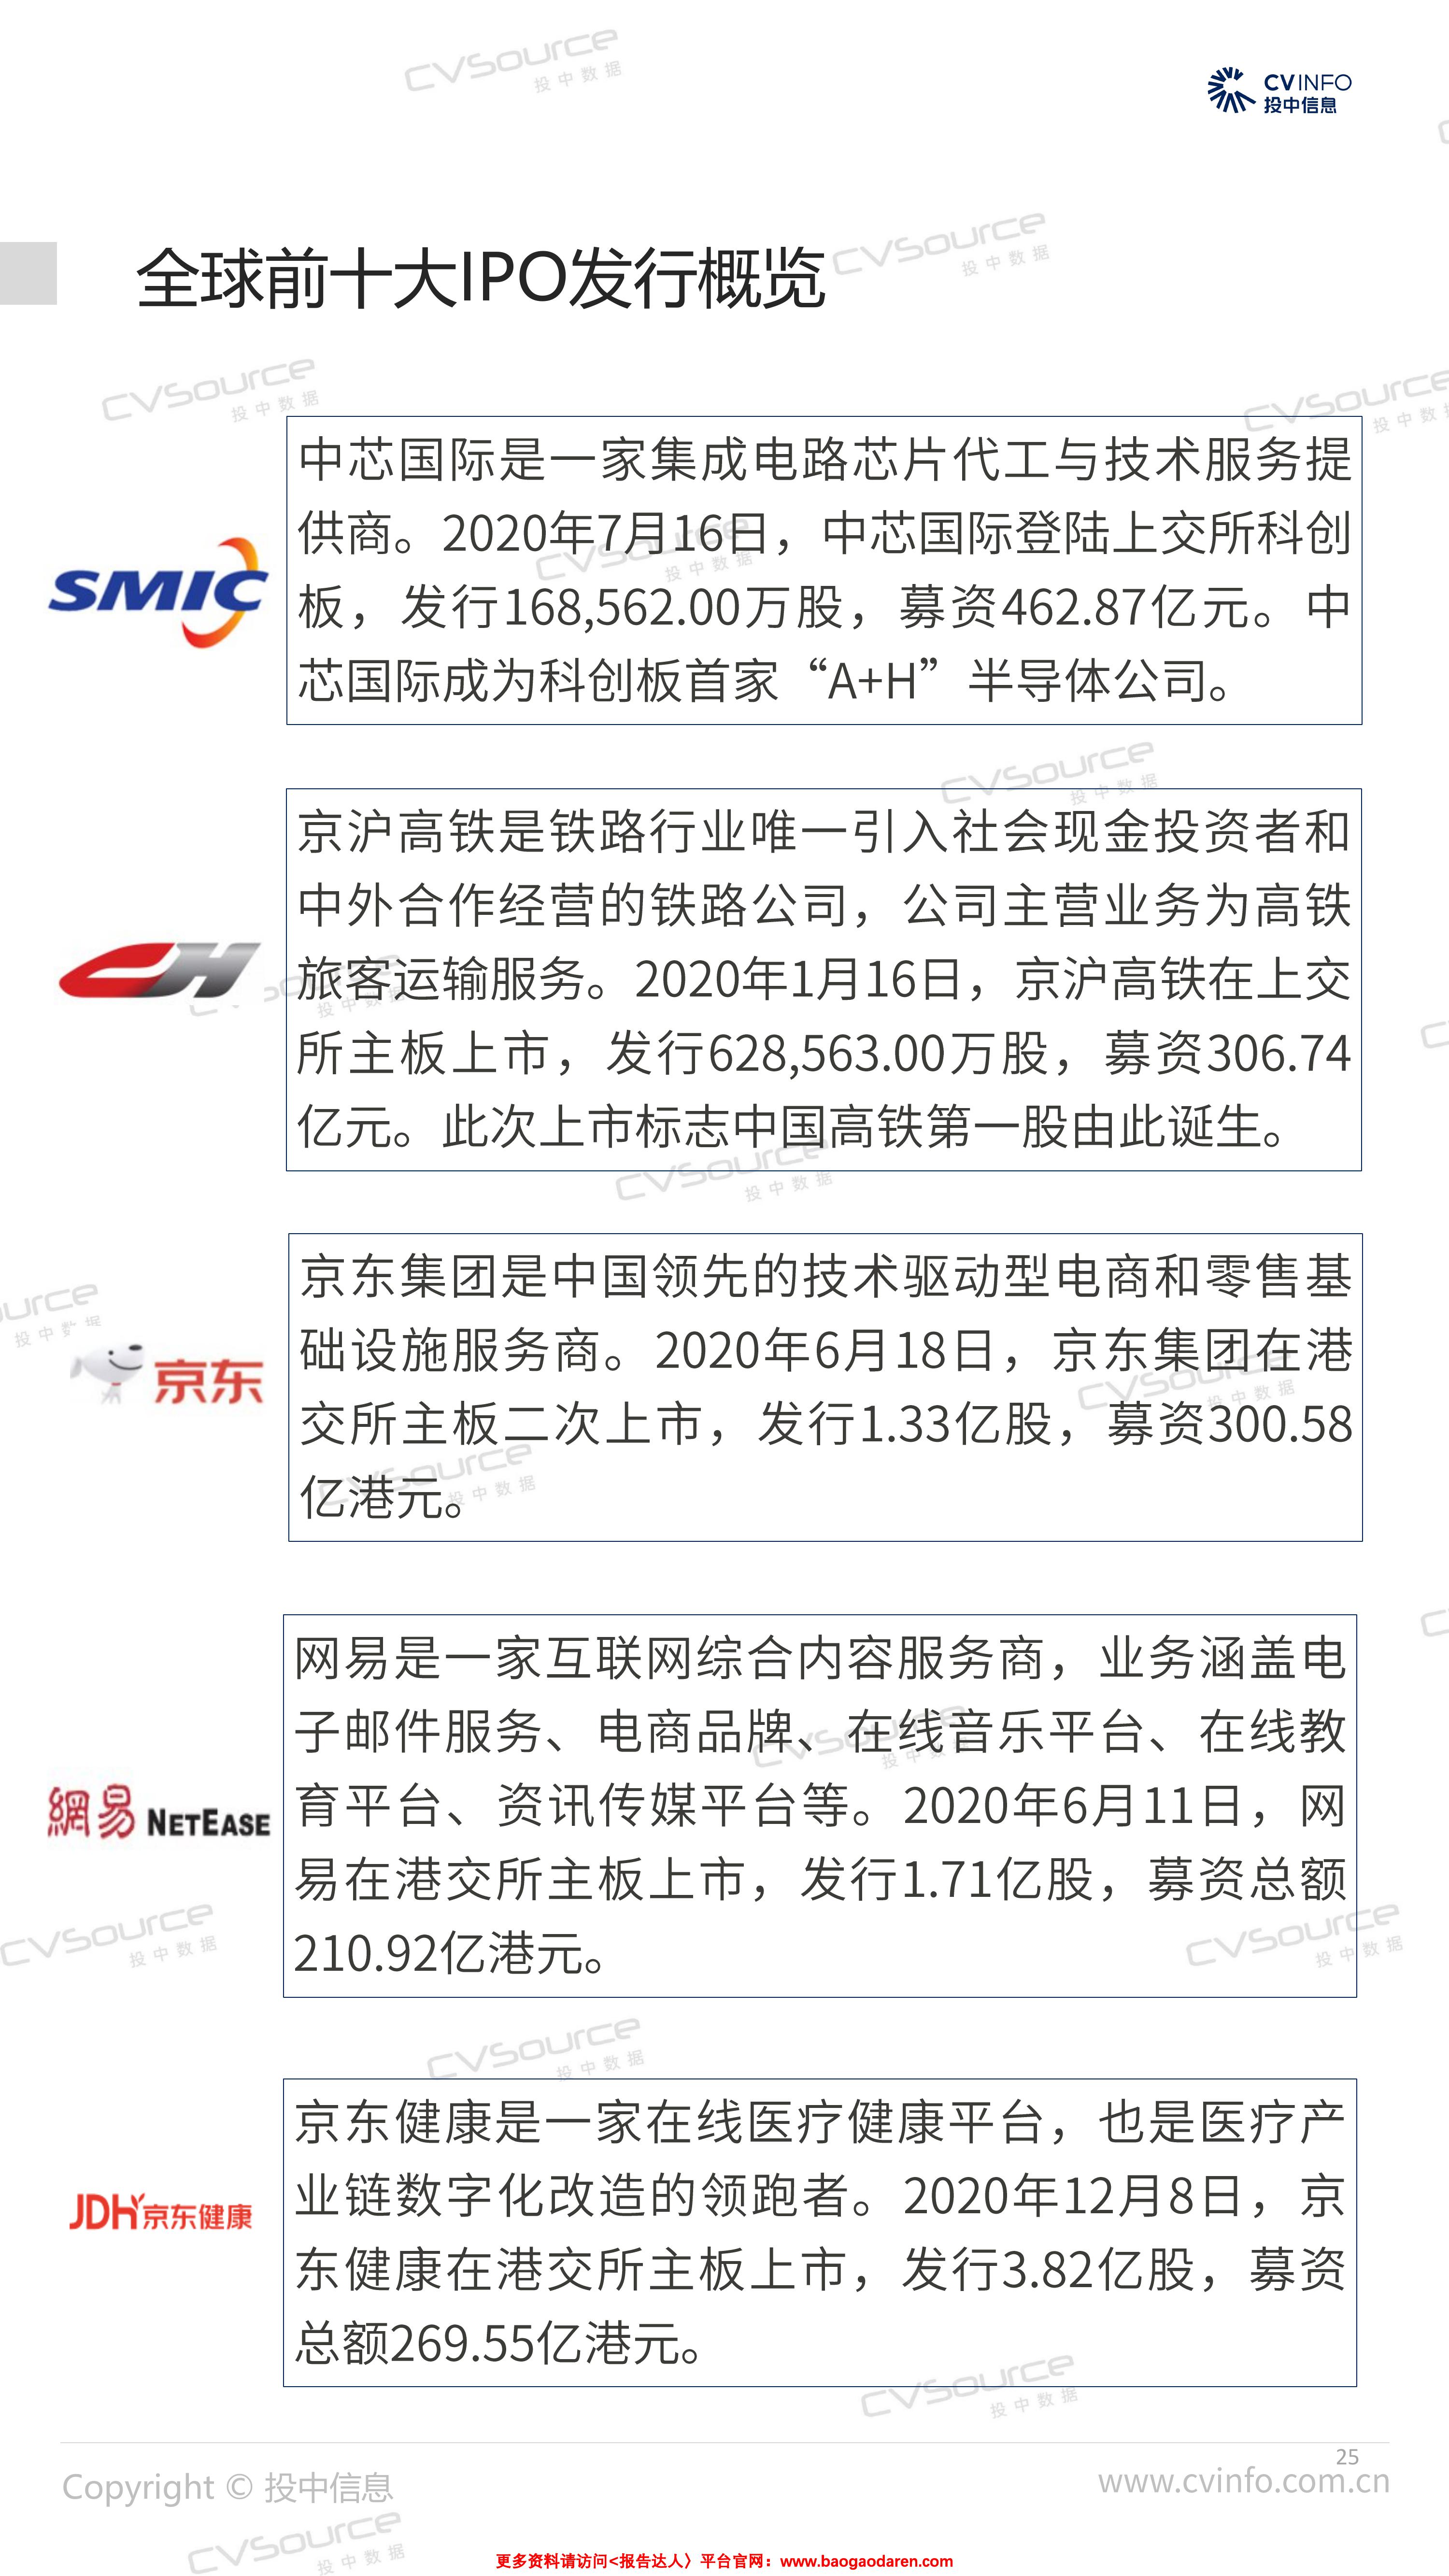 CVSource
投中数据
CVINFO
投中信息
全球前十大IPO发行概览
SMIC
中芯国际是一家集成电路芯片代工与技术服务提
供商。2020年7月16日，中芯国际登陆上交所科创
板，发行168,562.00万股，募资462.87亿元。中
芯国际成为科创板首家“A+H”半导体公司。
京沪高铁是铁路行业唯一引入社会现金投资者和
中外合作经营的铁路公司，公司主营业务为高铁
旅客运输服务。2020年1月16日，京沪高铁在上交
所主板上市，发行628,563.00万股，募资306.74
亿元。此次上市标志中国高铁第一股由此诞生。
京东
京东集团是中国领先的技术驱动型电商和零售基
础设施服务商。2020年6月18日，京东集团在港
交所主板二次上市，发行1.33亿股，募资300.58
亿港元。
網易 NETEASE
网易是一家互联网综合内容服务商，业务涵盖电
子邮件服务、电商品牌、在线音乐平台、在线教
育平台、资讯传媒平台等。2020年6月11日，网
易在港交所主板上市，发行1.71亿股，募资总额
210.92亿港元。
JDH京东健康
京东健康是一家在线医疗健康平台，也是医疗产
业链数字化改造的领跑者。2020年12月8日，京
东健康在港交所主板上市，发行3.82亿股，募资
总额269.55亿港元。
25
Copyright © 投中信息
www.cvinfo.com.cn
更多资料请访问<报告达人〉平台官网：www.baogaodaren.com